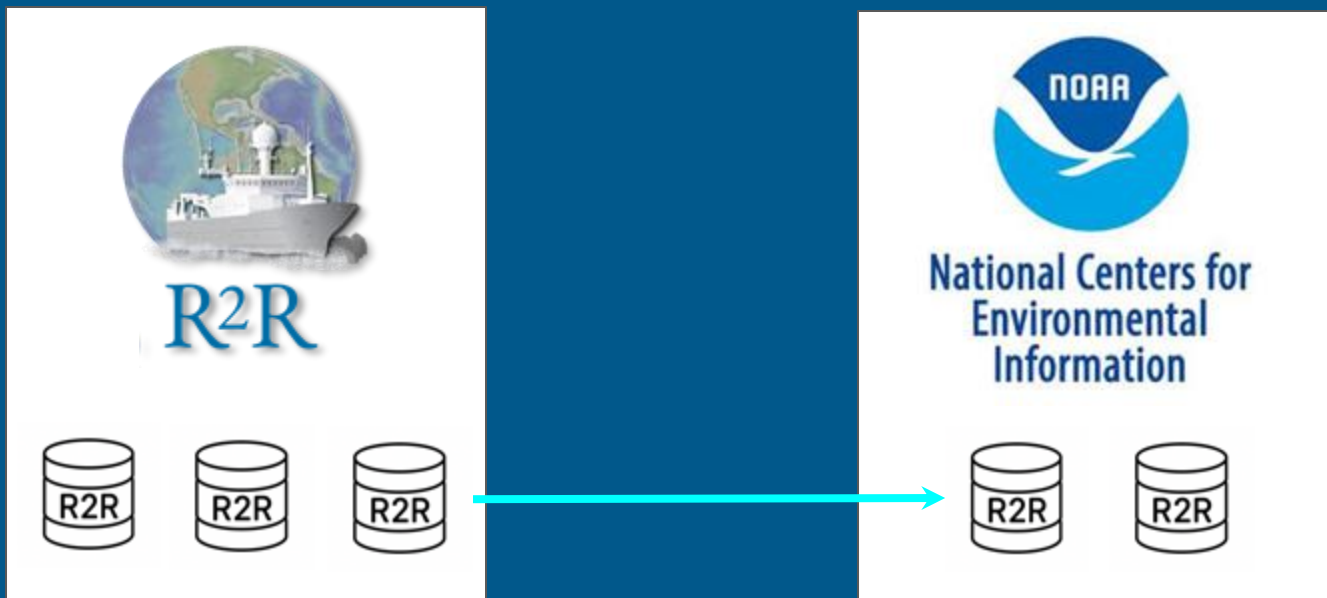 R2R
R2R
R2R
R2R
NOAA
National Centers for
Environmental
Information
R2R
R2R